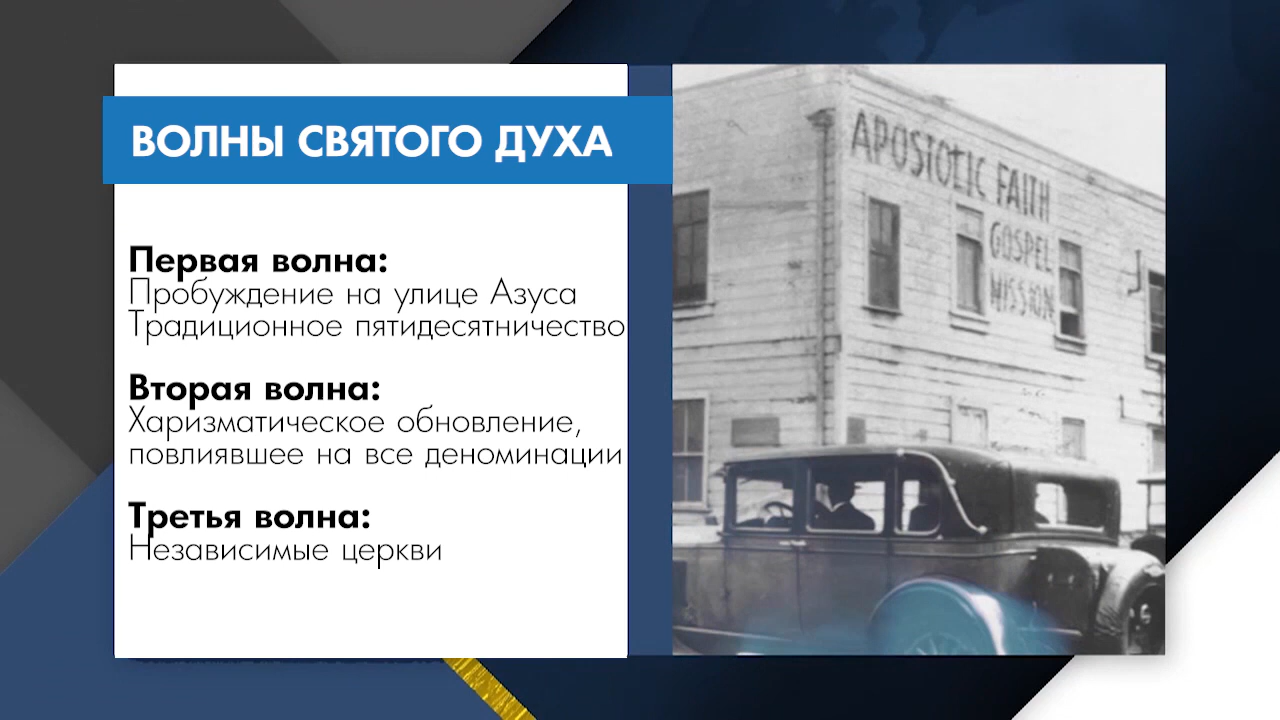 ВОЛНЫ СВЯТОГО ДУХА
Первая волна:
Пробуждение на улице Азуса
Традиционное пятидесятничество
Вторая волна:
Харизматическое обновление,
повлиявшее на все деноминации
Третья волна:
Независимые церкви
APOSTOLIC FAITH
GOSPEL
MISSION